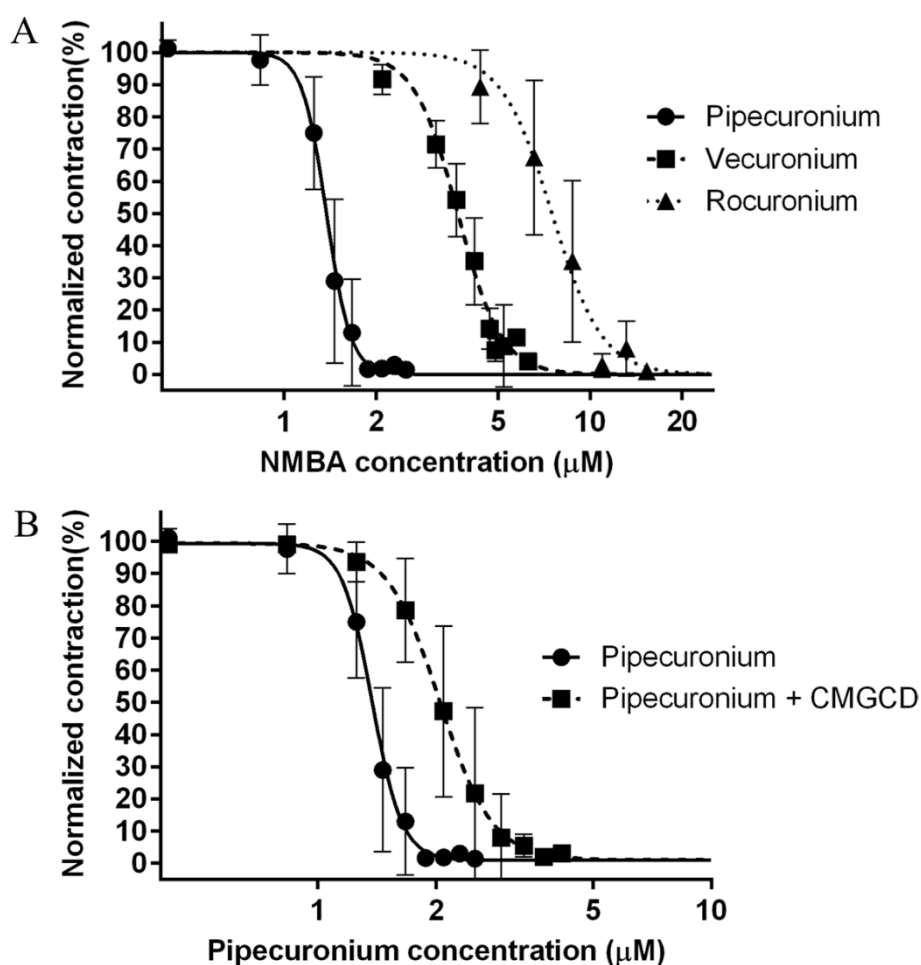 A
Normalized contraction(%)
100
90
80
70
60
50
40
30
20
10
0
1
2
5
10
20
NMBA concentration (μM)
Pipecuronium
Vecuronium
Rocuronium
B
Normalized contraction(%)
100
90
80
70
60
50
40
30
20
10
0
1
2
5
10
Pipecuronium concentration (μM)
Pipecuronium
Pipecuronium + CMGCD